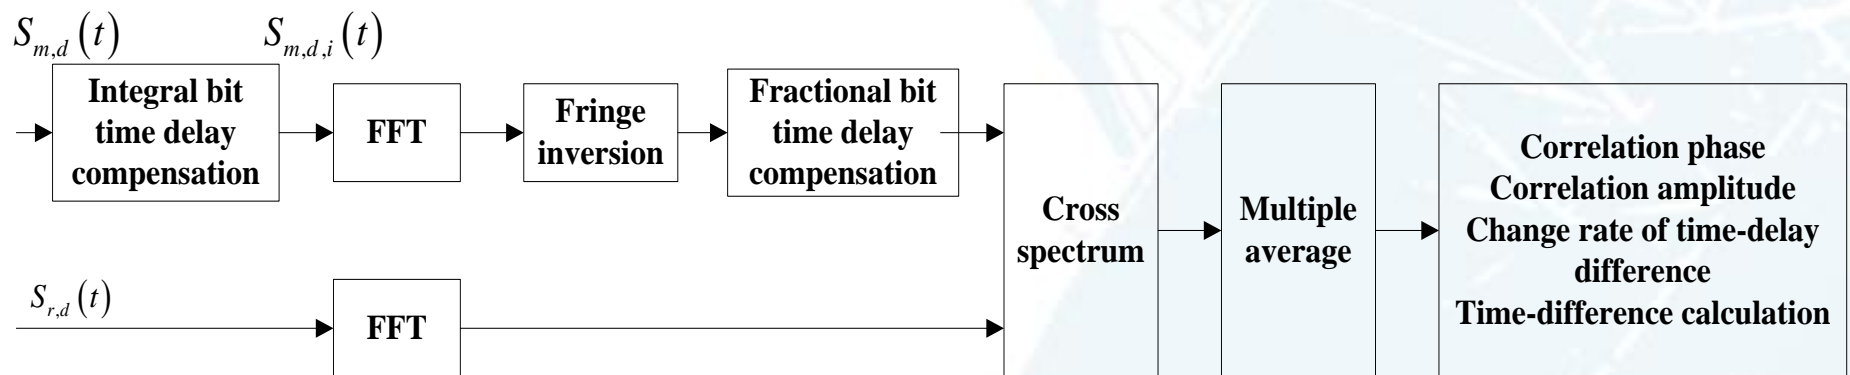 S_{m,d}(t)
S_{m,d,i}(t)
Integral bit
time delay
compensation
FFT
Fringe
inversion
Fractional bit
time delay
compensation
Cross
spectrum
Multiple
average
Correlation phase
Correlation amplitude
Change rate of time-delay
difference
Time-difference calculation
S_{r,d}(t)
FFT